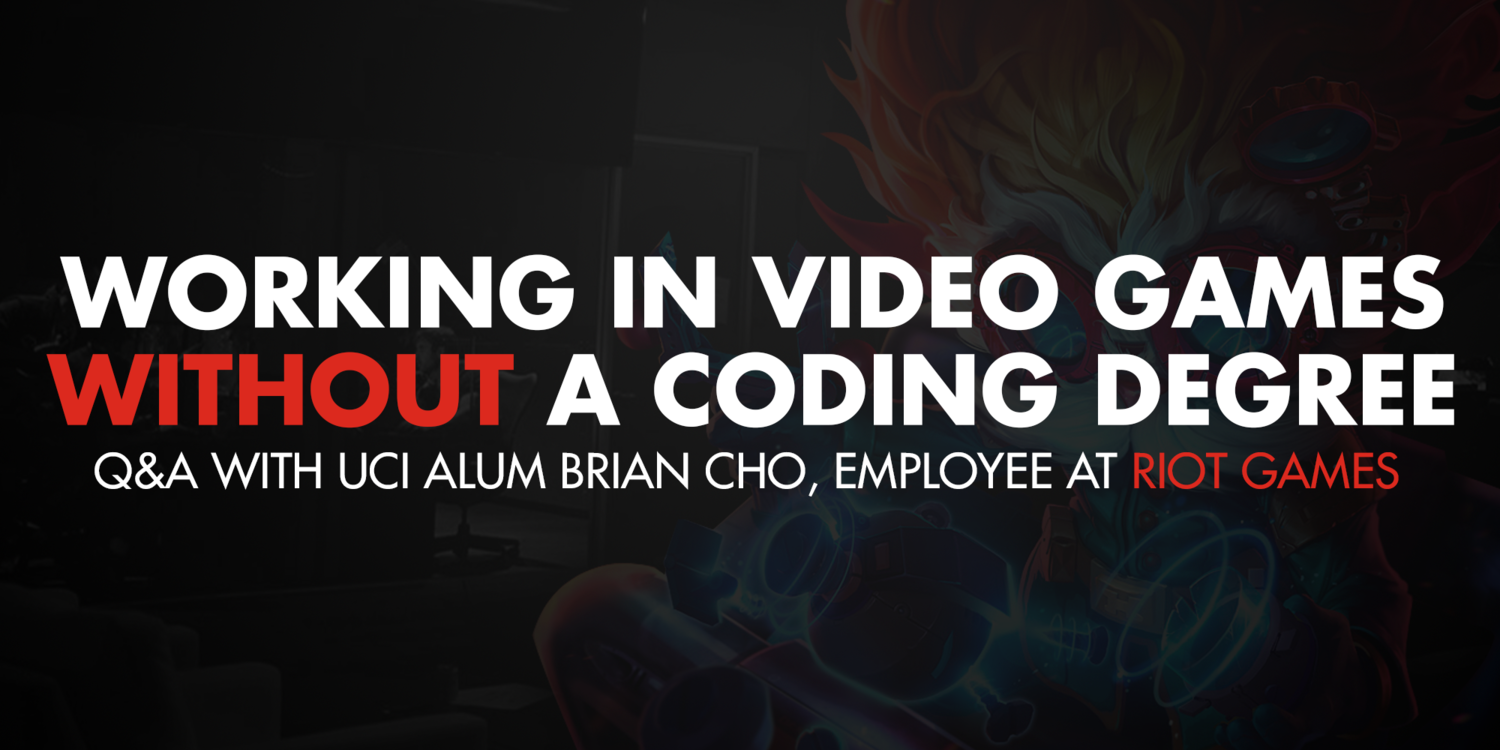 WORKING IN VIDEO GAMES
WITHOUT A CODING DEGREE
Q&A WITH UCI ALUM BRIAN CHO, EMPLOYEE AT RIOT GAMES